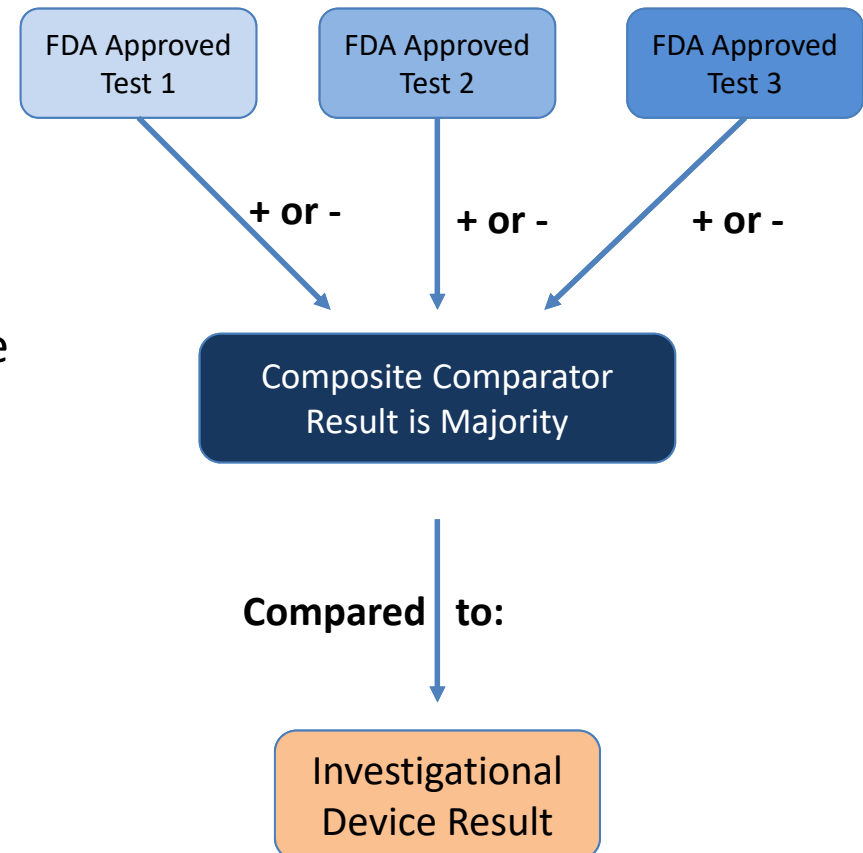 FDA Approved
Test 1
FDA Approved
Test 2
FDA Approved
Test 3
+ or -
+ or -
+ or -
Composite Comparator
Result is Majority
Compared to:
Investigational
Device Result